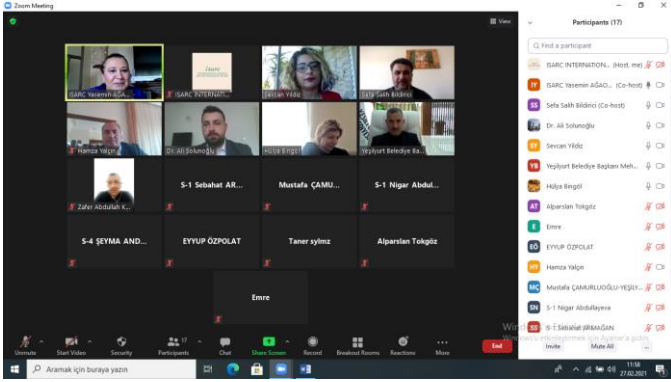 Zoom Meeting
View
Participants (17)
Find a participant
ISARC INTERNATION... (Host, me)
ISARC Yasemin AĞACI... (Co-host)
Sefa Salih Bildirici (Co-host)
Dr. Ali Solunoğlu
Sevcan Yıldız
Yeşilyurt Belediye Başkanı Meh...
Hülya Bingöl
Alparslan Tokgöz
Emre
EYYUP ÖZPOLAT
Hamza Yalçın
Mustafa ÇAMURLUOĞLU-YEŞİLY...
S-1 Nigar Abdullayeva
S-1 Sebahat
Invite
Mute All
...
ISARC Yasemin AĞA...
ISARC INTERNATI...
Sevcan Yıldız
Sefa Salih Bildirici
Hamza Yalçın
Dr. Ali Solunoğlu
Hülya Bingöl
Yeşilyurt Belediye Ba...
Zafer Abdullah K...
S-1 Sebahat AR...
Mustafa ÇAMU...
S-1 Nigar Abdul...
S-4 ŞEYMA AND...
EYYUP ÖZPOLAT
Taner sylmz
Alparslan Tokgöz
Emre
Unmute
Start Video
Security
Participants
17
Chat
Share Screen
Record
Breakout Rooms
Reactions
More
End
Aramak için buraya yazın
11:58
27.02.2021